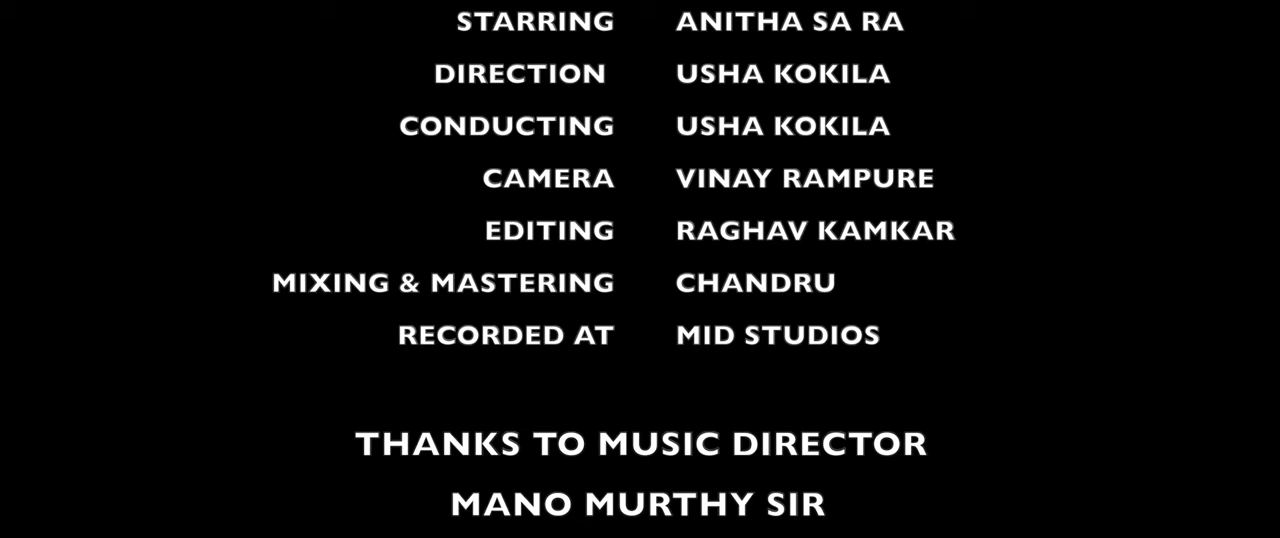 STARRING ANITHA SA RA
DIRECTION USHA KOKILA
CONDUCTING USHA KOKILA
CAMERA VINAY RAMPURE
EDITING RAGHAV KAMKAR
MIXING & MASTERING CHANDRU
RECORDED AT MID STUDIOS
THANKS TO MUSIC DIRECTOR
MANO MURTHY SIR